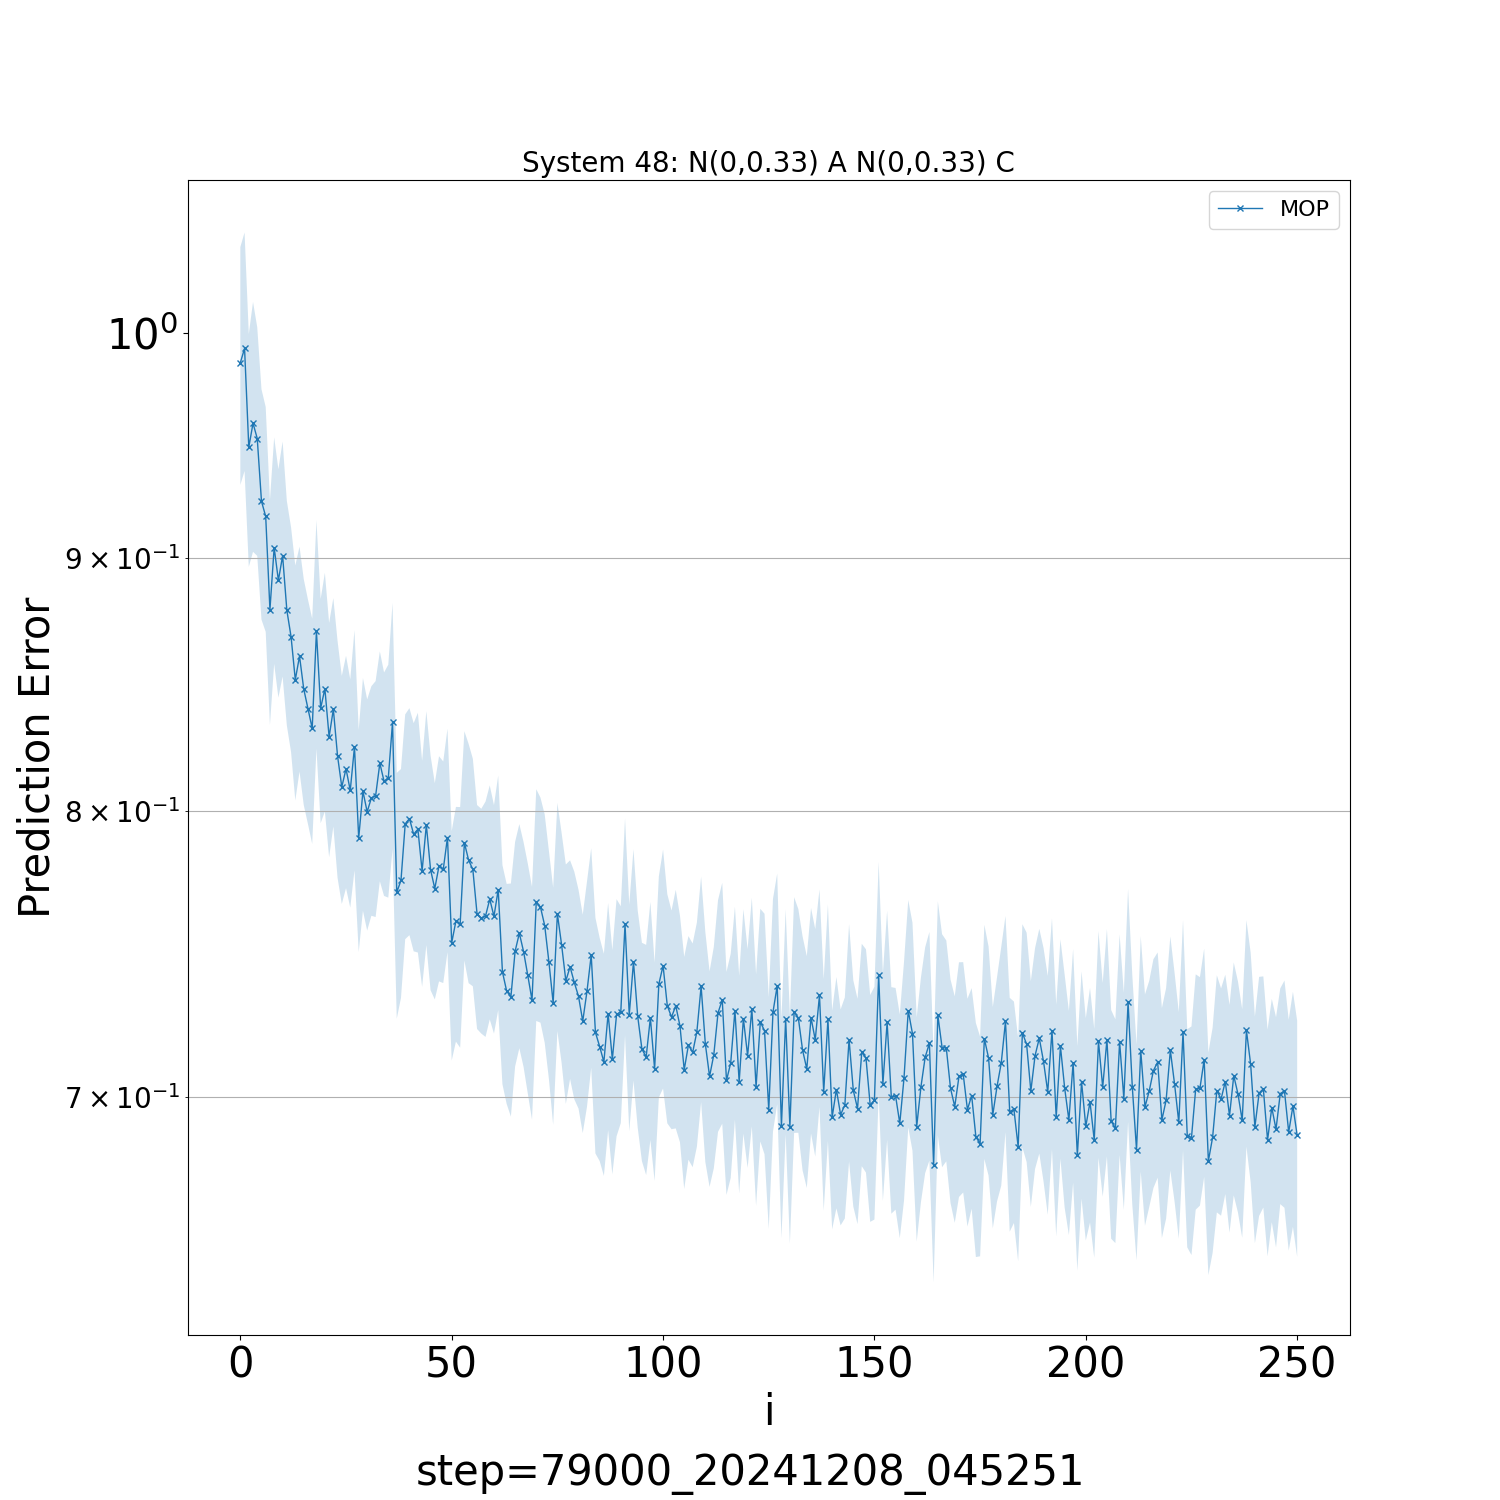 System 48: N(0,0.33) A N(0,0.33) C
MOP
10⁰
9 × 10⁻¹
8 × 10⁻¹
7 × 10⁻¹
Prediction Error
0 50 100 150 200 250
i
step=79000_20241208_045251